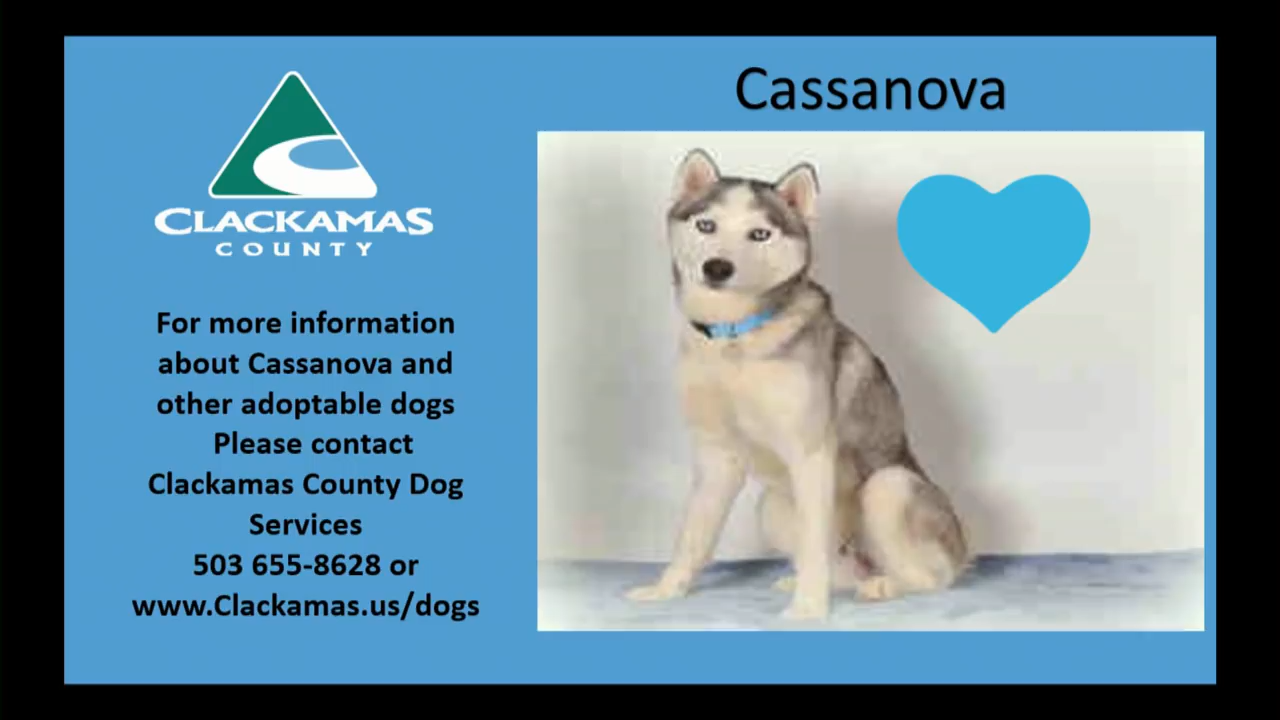 CLACKAMAS
COUNTY
For more information
about Cassanova and
other adoptable dogs
Please contact
Clackamas County Dog
Services
503 655-8628 or
www.Clackamas.us/dogs
Cassanova